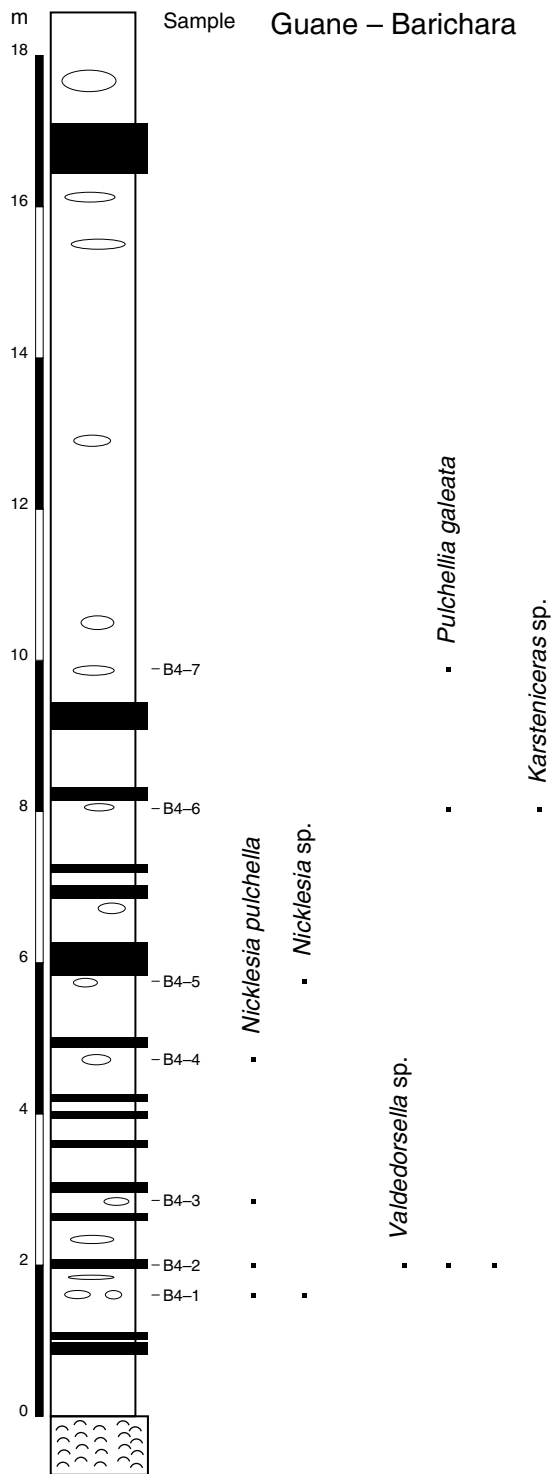 m
Sample
Guane – Barichara
18
16
14
12
Pulchellia galeata
10
B4–7
Karsteniceras sp.
8
B4–6
Nicklesia pulchella
Nicklesia sp.
6
B4–5
B4–4
4
Valdedorsella sp.
B4–3
2
B4–2
B4–1
0